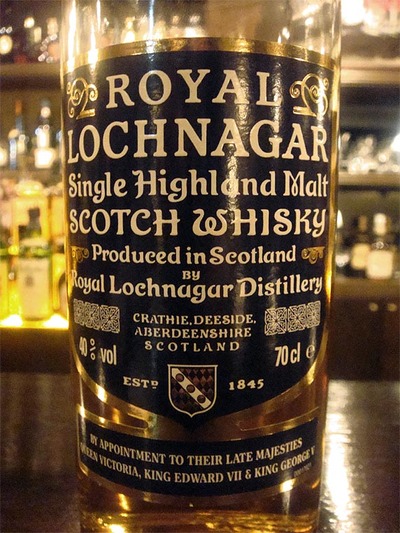 ROYAL
LOCHNAGAR
Single Highland Malt
SCOTCH WHISKY
Produced in Scotland
BY
Royal Lochnagar Distillery
CRATHIE, DEESIDE,
ABERDEENSHIRE
SCOTLAND
40% vol
70cl e
ESTD 1845
BY APPOINTMENT TO THEIR LATE MAJESTIES
QUEEN VICTORIA, KING EDWARD VII & KING GEORGE V